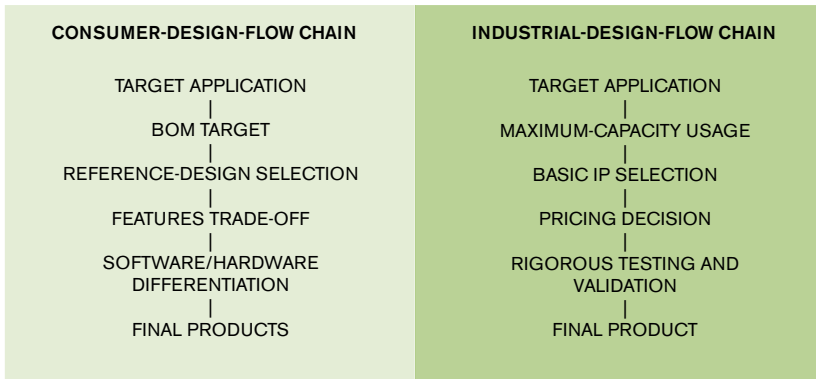 CONSUMER-DESIGN-FLOW CHAIN
TARGET APPLICATION
BOM TARGET
REFERENCE-DESIGN SELECTION
FEATURES TRADE-OFF
SOFTWARE/HARDWARE
DIFFERENTIATION
FINAL PRODUCTS
INDUSTRIAL-DESIGN-FLOW CHAIN
TARGET APPLICATION
MAXIMUM-CAPACITY USAGE
BASIC IP SELECTION
PRICING DECISION
RIGOROUS TESTING AND
VALIDATION
FINAL PRODUCT